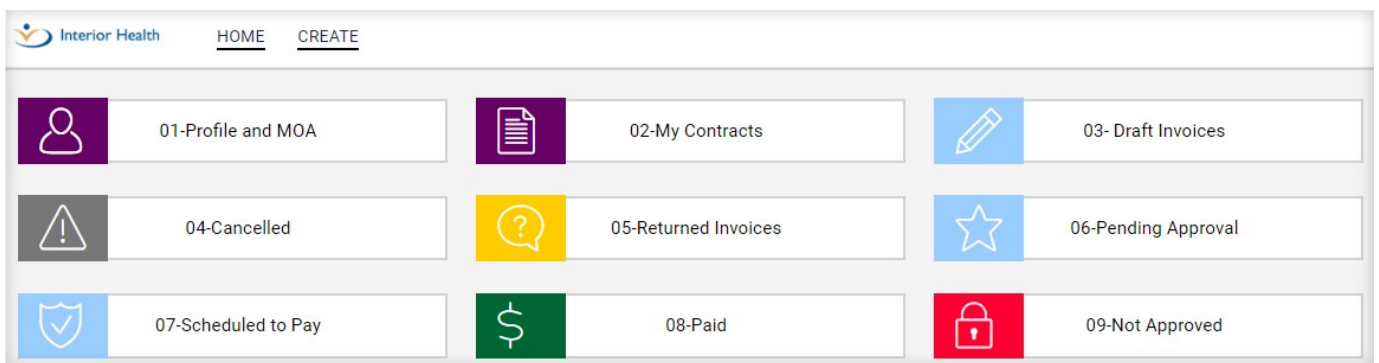 Interior Health HOME CREATE
01-Profile and MOA 02-My Contracts 03- Draft Invoices
04-Cancelled 05-Returned Invoices 06-Pending Approval
07-Scheduled to Pay 08-Paid 09-Not Approved